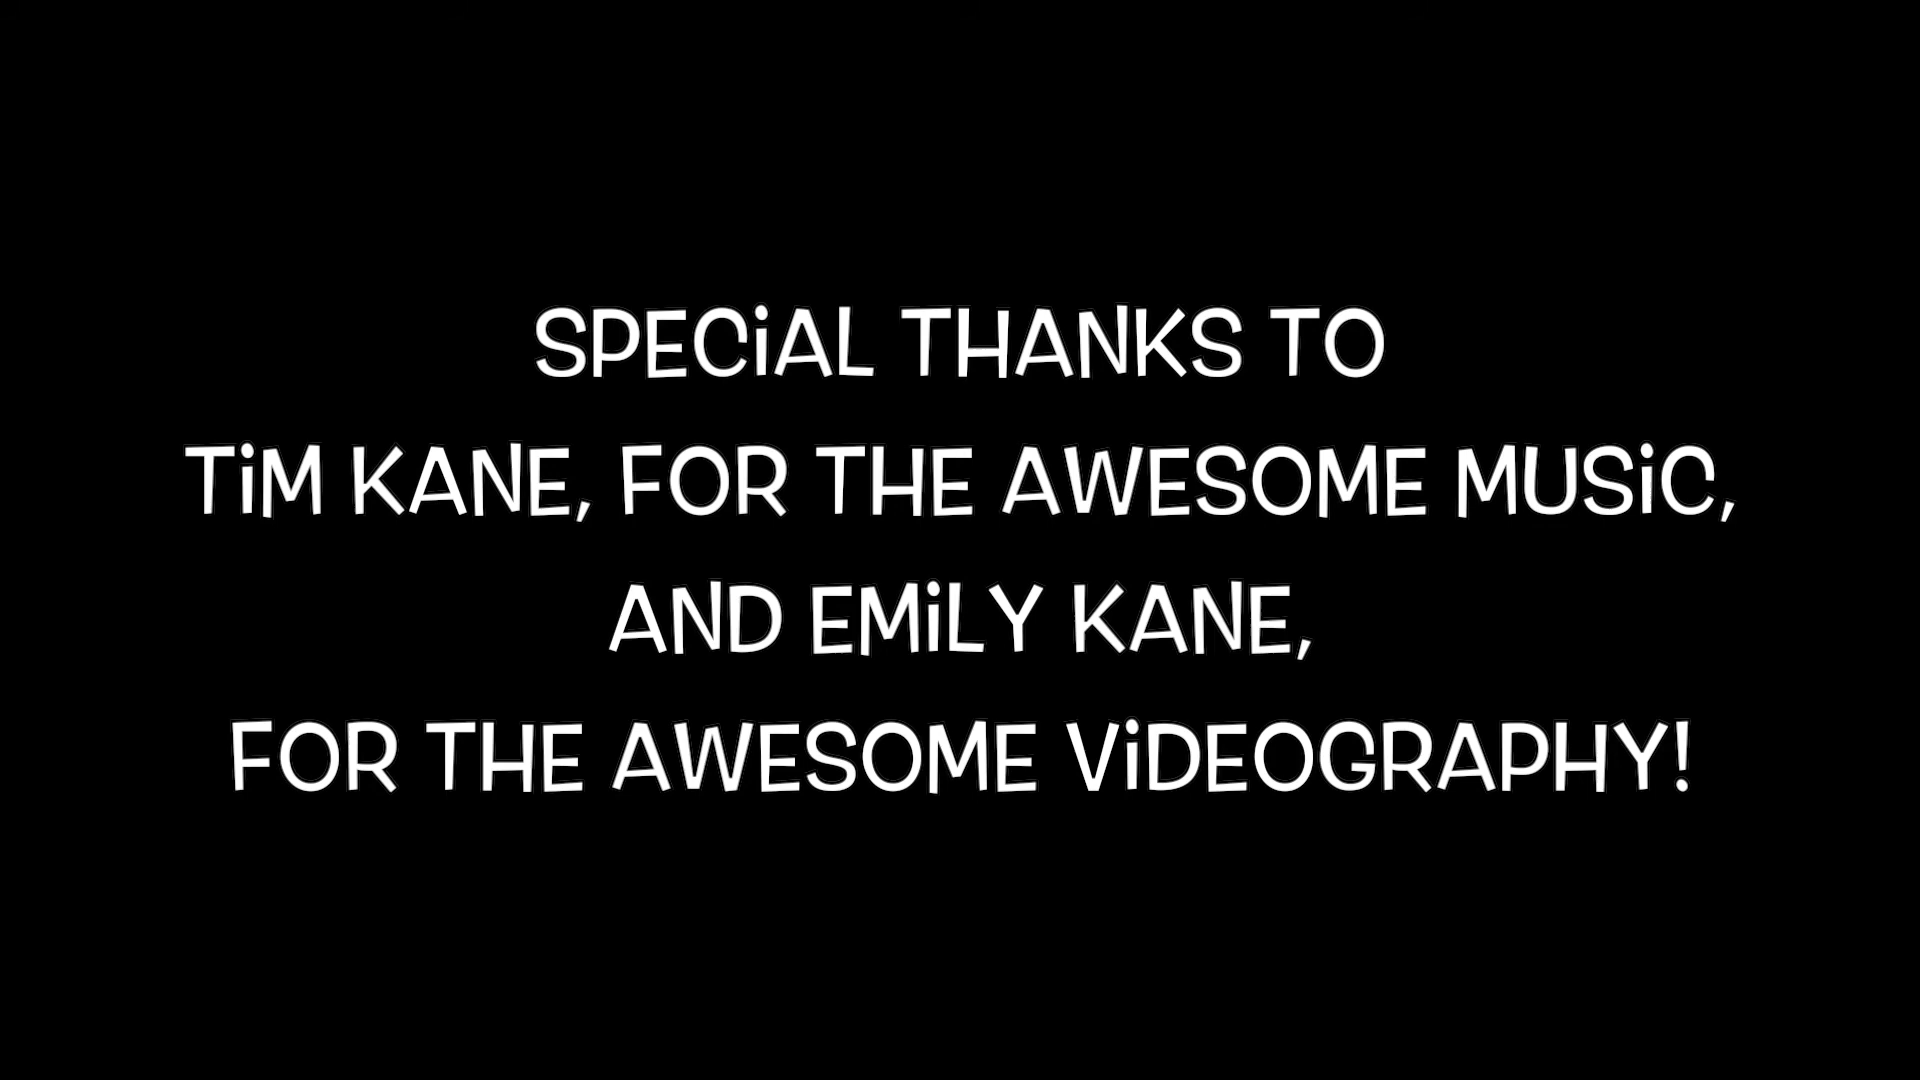 SPECiAL THANKS TO
TiM KANE, FOR THE AWESOME MUSiC,
AND EMiLY KANE,
FOR THE AWESOME ViDEOGRAPHY!